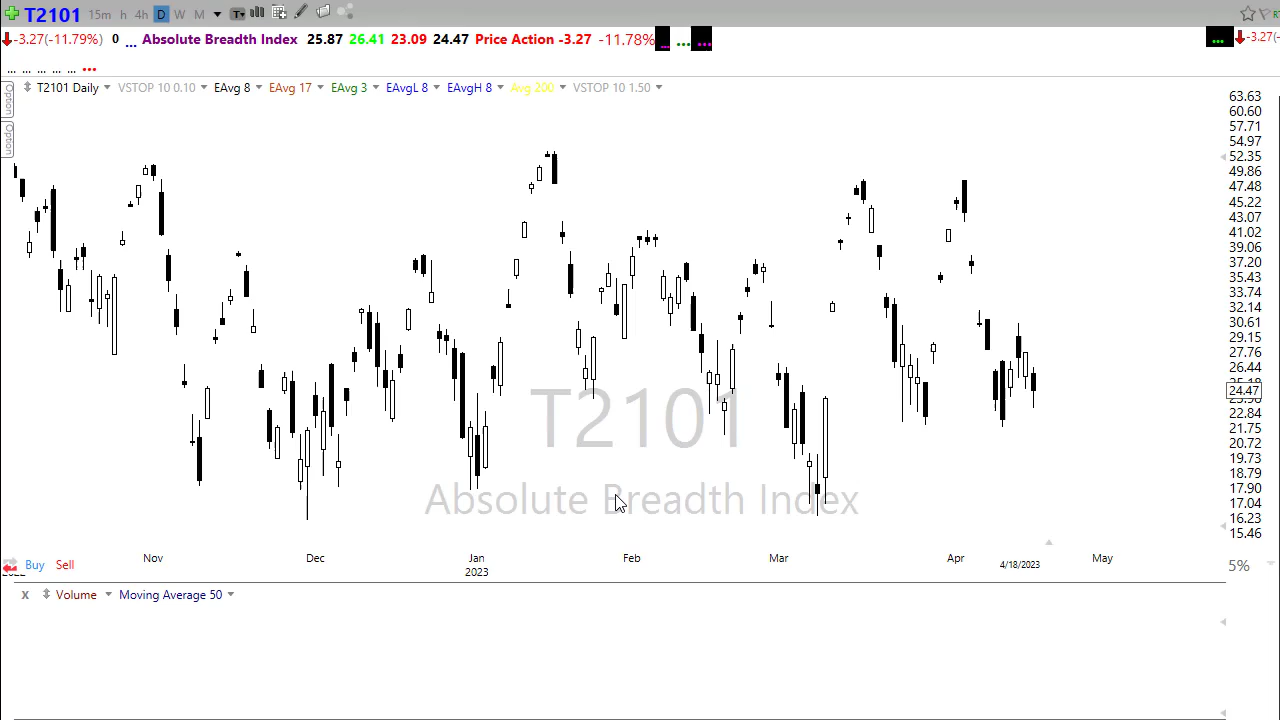 T2101 15m h 4h D W M T
-3.27(-11.79%) 0 ... Absolute Breadth Index 25.87 26.41 23.09 24.47 Price Action -3.27 -11.78% ... ... ... ... -3.27(-
... ... ... ... ... ...
Option
Option
T2101 Daily VSTOP 10 0.10 EAvg 8 EAvg 17 EAvg 3 EAvgL 8 EAvgH 8 Avg 200 VSTOP 10 1.50
63.63
60.60
57.71
54.97
52.35
49.86
47.48
45.22
43.07
41.02
39.06
37.20
35.43
33.74
32.14
30.61
29.15
27.76
26.44
24.47
22.84
21.75
20.72
19.73
18.79
17.90
17.04
16.23
15.46
T2101
Absolute Breadth Index
Nov Dec Jan Feb Mar Apr May
2023 4/18/2023
Buy Sell 5%
x Volume Moving Average 50